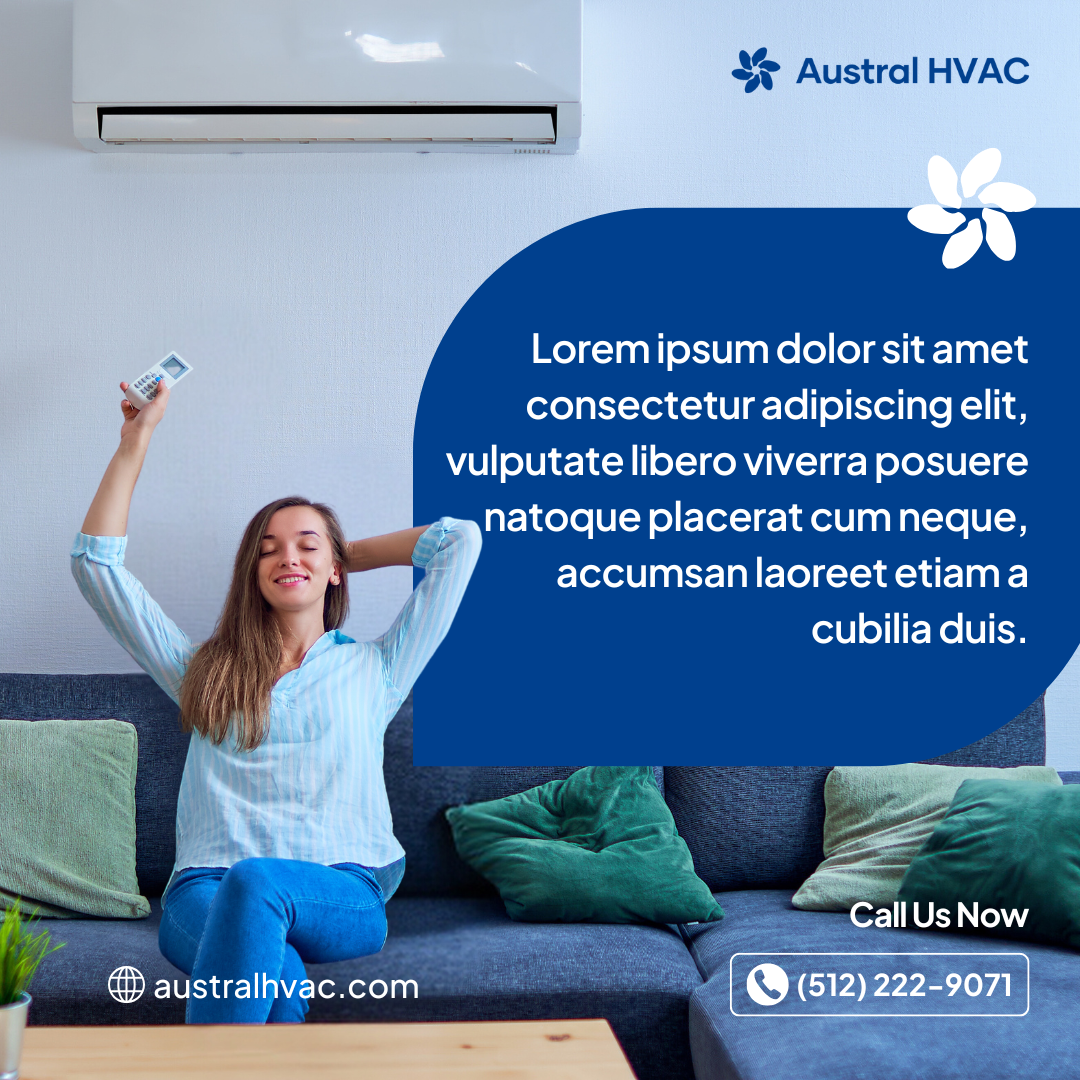 Austral HVAC
Lorem ipsum dolor sit amet
consectetur adipiscing elit,
vulputate libero viverra posuere
natoque placerat cum neque,
accumsan laoreet etiam a
cubilia duis.
Call Us Now
(512) 222-9071
australhvac.com